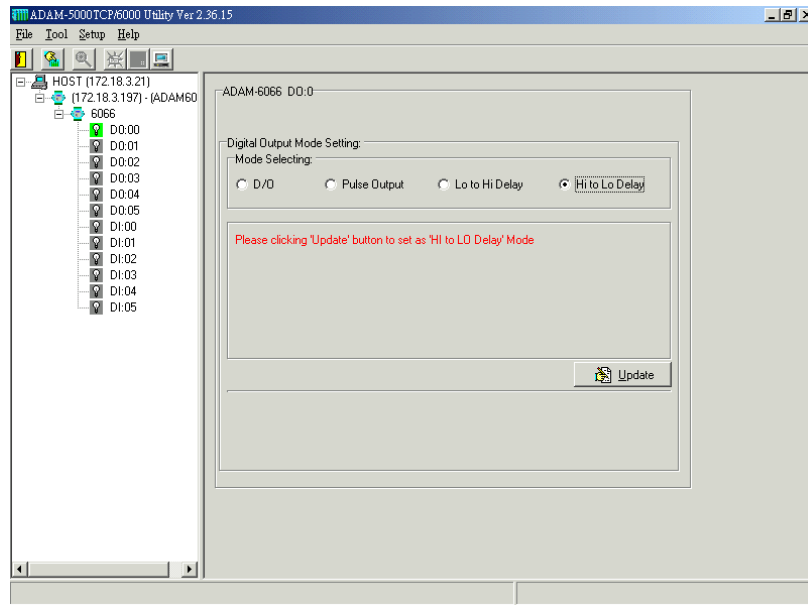 ADAM-5000TCP/6000 Utility Ver 2.36.15
File Tool Setup Help
HOST (172.18.3.21)
(172.18.3.197) - (ADAM60
6066
DO:00
DO:01
DO:02
DO:03
DO:04
DO:05
DI:00
DI:01
DI:02
DI:03
DI:04
DI:05
ADAM-6066 DO:0
Digital Output Mode Setting:
Mode Selecting:
D/O Pulse Output Lo to Hi Delay Hi to Lo Delay
Please clicking 'Update' button to set as 'HI to LO Delay' Mode
Update